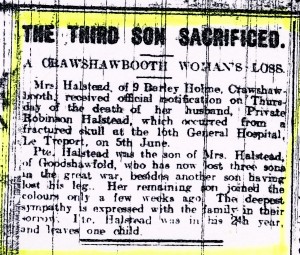 THE THIRD SON SACRIFICED.
A CRAWSHAWBOOTH WOMAN'S LOSS.
Mrs. Halstead, of 9 Barley Holme, Crawshaw-
booth, received official notification on Thurs-
day of the death of her husband, Private
Robinson Halstead, which occurred from a
fractured skull at the 16th General Hospital,
Le Treport, on 5th June.
Pte. Halstead was the son of Mrs. Halstead,
of Goodshawfold, who has now lost three sons
in the great war, besides another son having
lost his leg. Her remaining son joined the
colours only a few weeks ago. The deepest
sympathy is expressed with the family in their
sorrow. Pte. Halstead was in his 24th year,
and leaves one child.